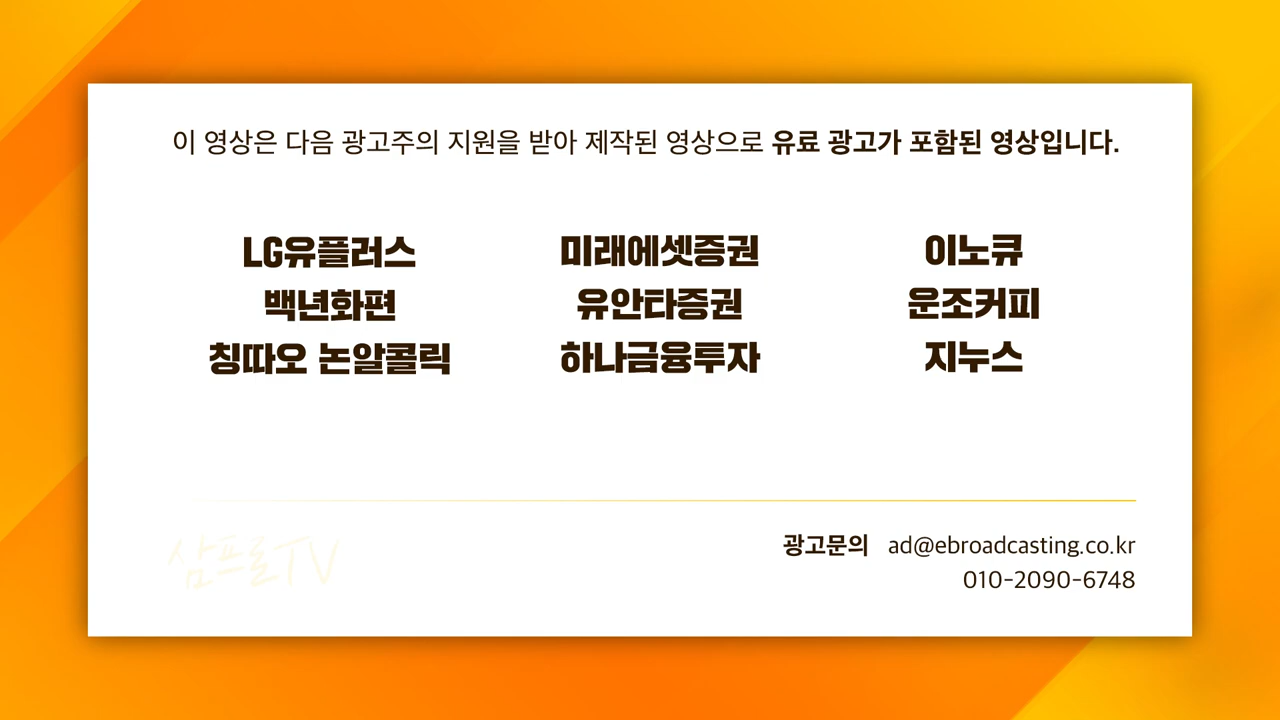 이 영상은 다음 광고주의 지원을 받아 제작된 영상으로 유료 광고가 포함된 영상입니다.
LG유플러스
백년화편
칭따오 논알콜릭
미래에셋증권
유안타증권
하나금융투자
이노큐
운조커피
지누스
삼프로TV
광고문의 ad@ebroadcasting.co.kr
010-2090-6748